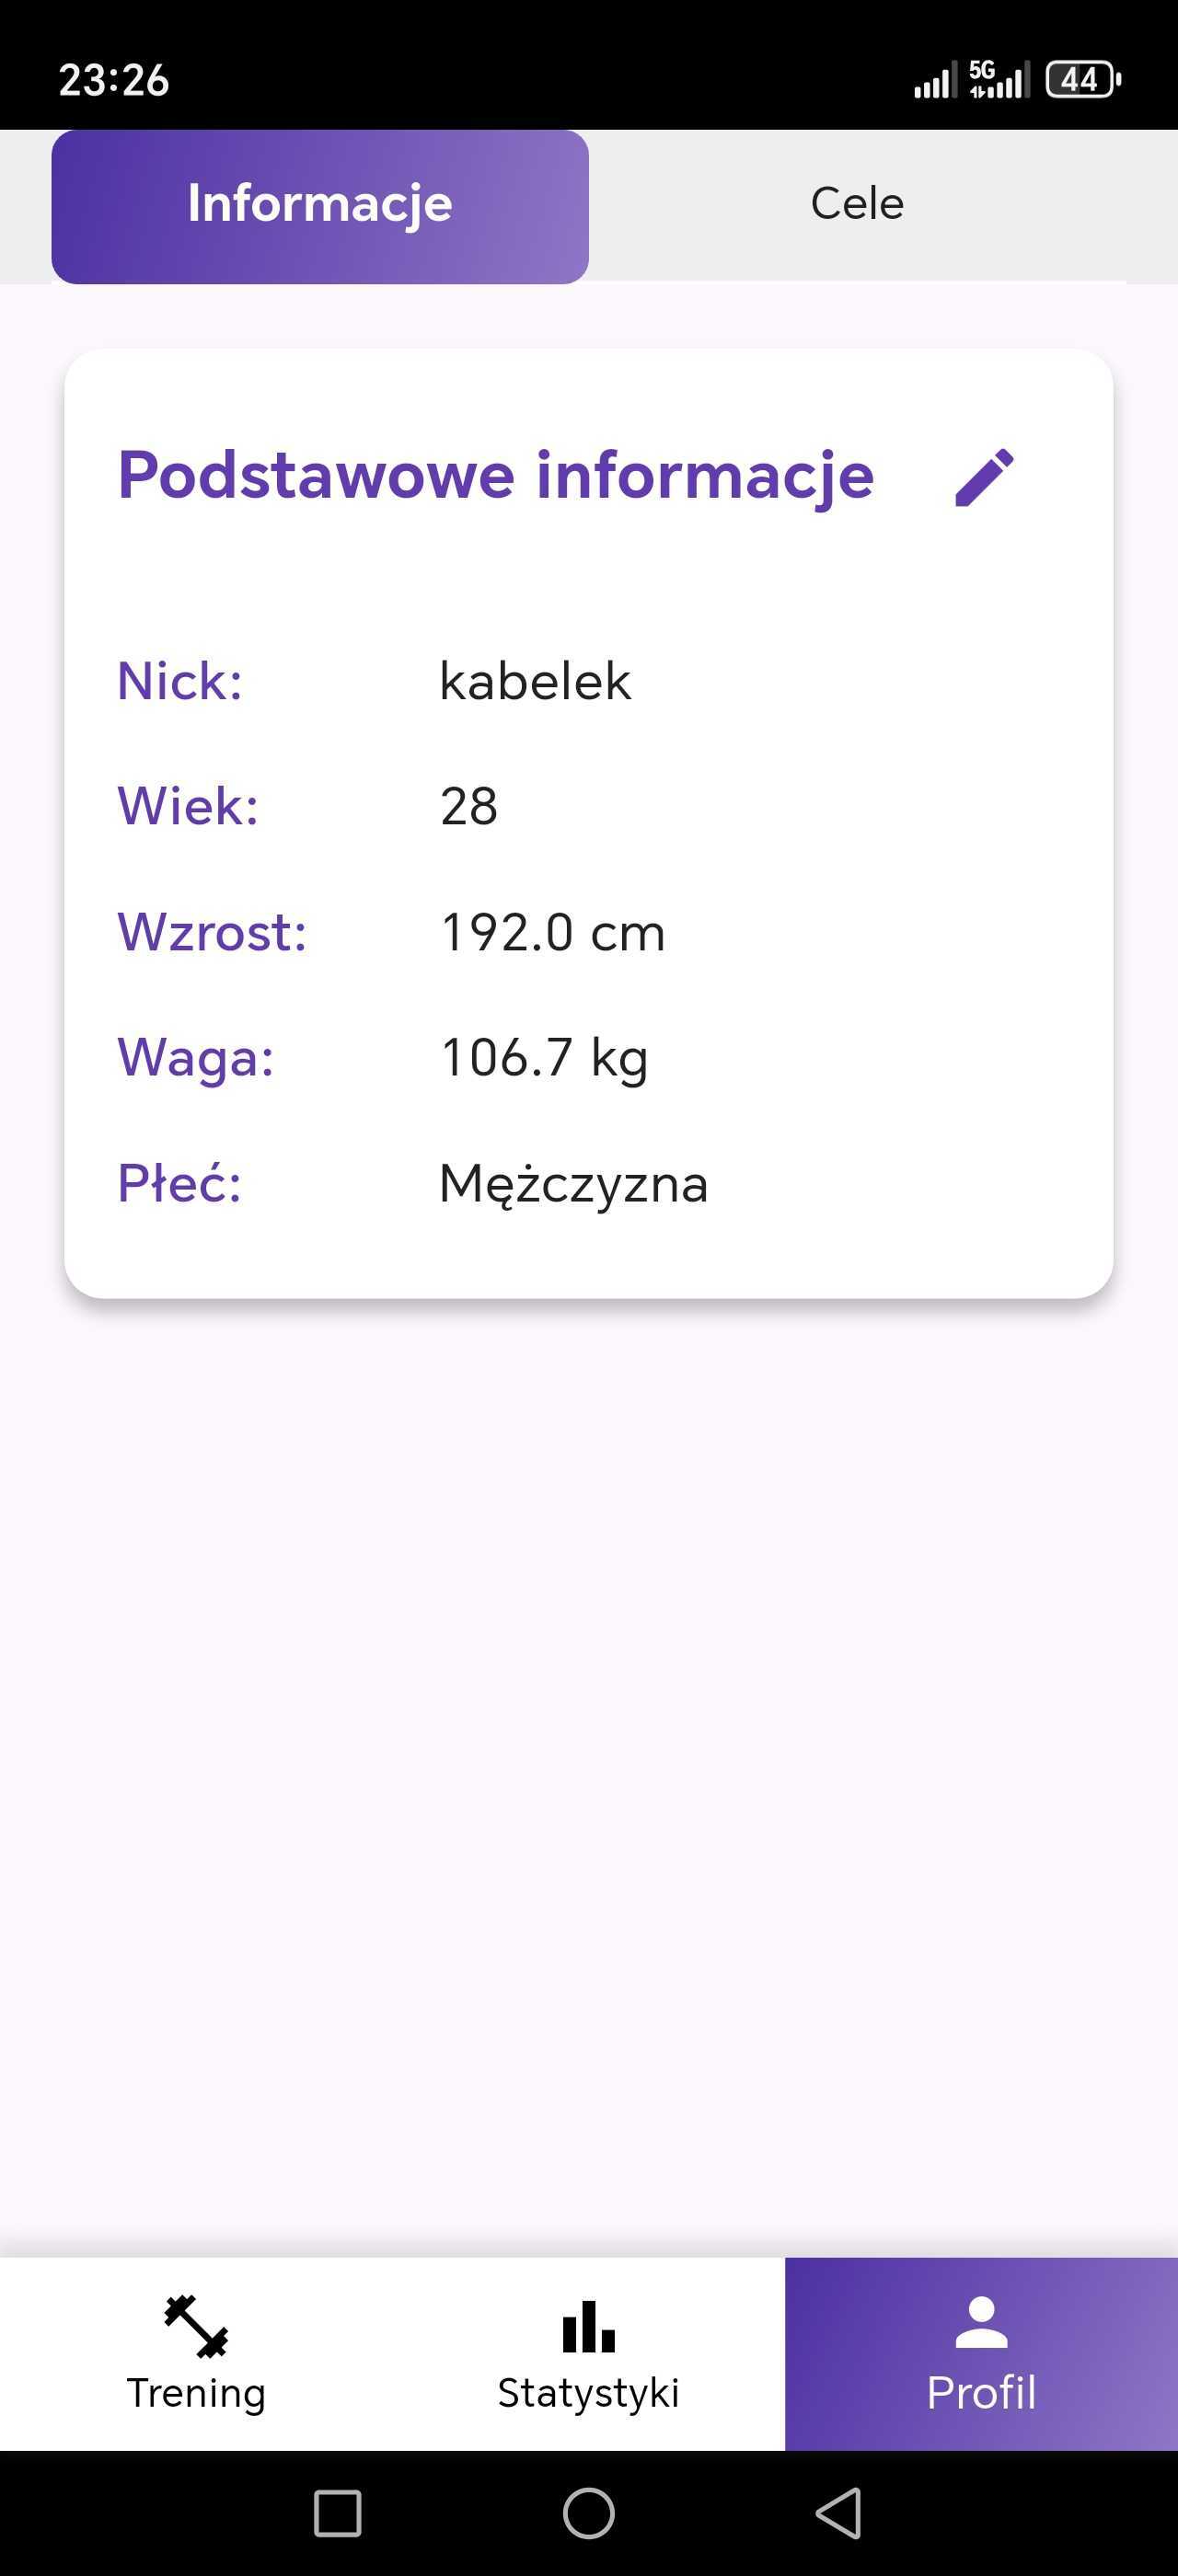 23:26
5G 44
Informacje Cele
Podstawowe informacje
Nick: kabelek
Wiek: 28
Wzrost: 192.0 cm
Waga: 106.7 kg
Płeć: Mężczyzna
Trening Statystyki Profil